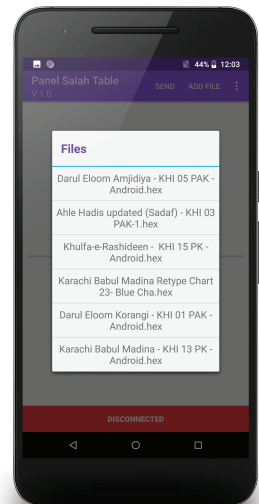 44% 12:03
Panel Salah Table
V 1.0
SEND
ADD FILE
Files
Darul Eloom Amjidiya - KHI 05 PAK -
Android.hex
Ahle Hadis updated (Sadaf) - KHI 03
PAK-1.hex
Khulfa-e-Rashideen - KHI 15 PK -
Android.hex
Karachi Babul Madina Retype Chart
23- Blue Cha.hex
Darul Eloom Korangi - KHI 01 PAK -
Android.hex
Karachi Babul Madina - KHI 13 PK -
Android.hex
DISCONNECTED